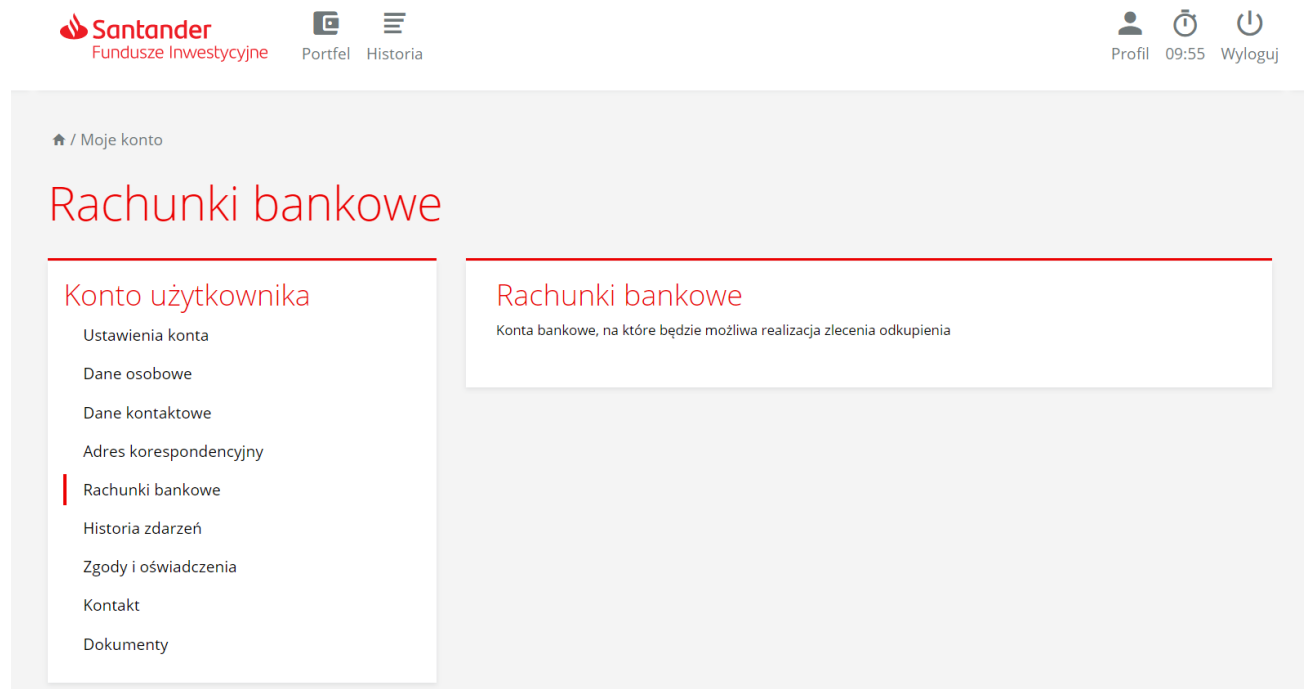 Santander
Fundusze Inwestycyjne
Portfel
Historia
Profil
09:55
Wyloguj
/ Moje konto
Rachunki bankowe
Konto użytkownika
Ustawienia konta
Dane osobowe
Dane kontaktowe
Adres korespondencyjny
Rachunki bankowe
Historia zdarzeń
Zgody i oświadczenia
Kontakt
Dokumenty
Rachunki bankowe
Konta bankowe, na które będzie możliwa realizacja zlecenia odkupienia